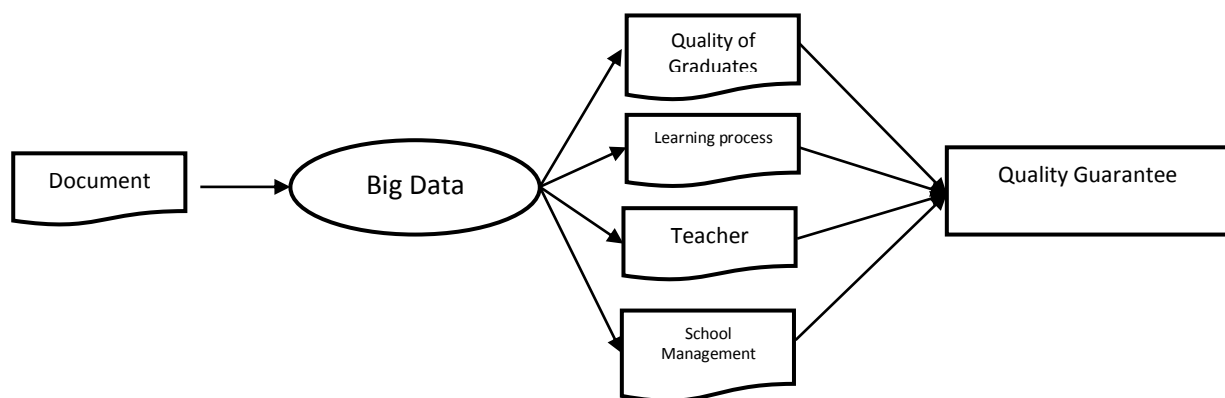 Document
Big Data
Quality of
Graduates
Learning process
Teacher
School
Management
Quality Guarantee